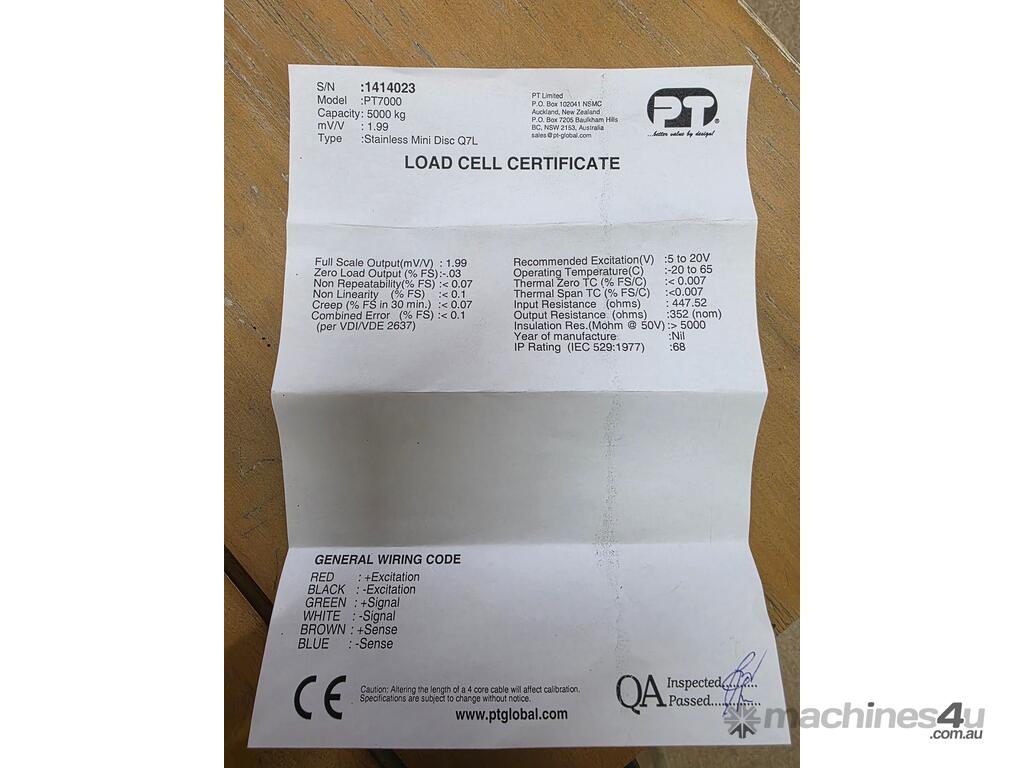 S/N :1414023
Model :PT7000
Capacity: 5000 kg
mV/V : 1.99
Type :Stainless Mini Disc Q7L
PT Limited
P.O. Box 102041 NSMC
Auckland, New Zealand
P.O. Box 7205 Baulkham Hills
BC, NSW 2153, Australia
sales@pt-global.com
PT®
...better value by design!
LOAD CELL CERTIFICATE
Full Scale Output(mV/V) : 1.99
Zero Load Output (% FS):-.03
Non Repeatability(% FS):< 0.07
Non Linearity (% FS) :< 0.1
Creep (% FS in 30 min.) :< 0.07
Combined Error (% FS) :< 0.1
(per VDI/VDE 2637)
Recommended Excitation(V) :5 to 20V
Operating Temperature(C) :-20 to 65
Thermal Zero TC (% FS/C) :< 0.007
Thermal Span TC (% FS/C) :<0.007
Input Resistance (ohms) : 447.52
Output Resistance (ohms) :352 (nom)
Insulation Res.(Mohm @ 50V) :> 5000
Year of manufacture :Nil
IP Rating (IEC 529:1977) :68
GENERAL WIRING CODE
RED : +Excitation
BLACK : -Excitation
GREEN : +Signal
WHITE : -Signal
BROWN : +Sense
BLUE : -Sense
CE
Caution: Altering the length of a 4 core cable will affect calibration.
Specifications are subject to change without notice.
www.ptglobal.com
QA Inspected..........
Passed..............
machines4u
.com.au